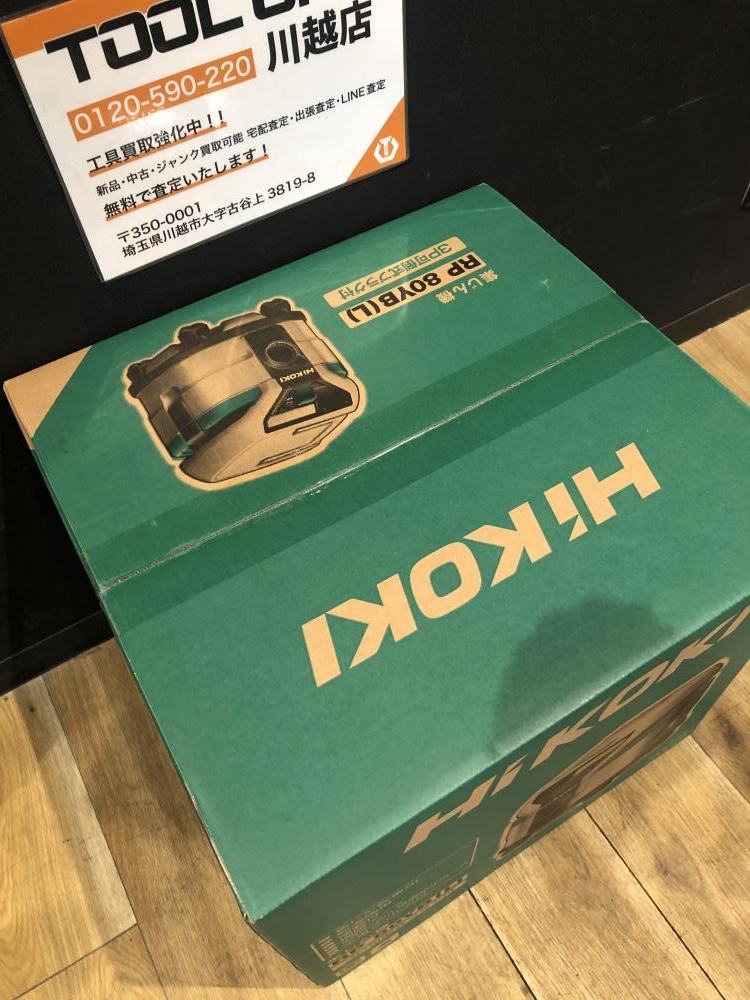 TOOL O
川越店
0120-590-220
工具買取強化中！！
新品・中古・ジャンク買取可能 宅配査定・出張査定・LINE査定
無料で査定いたします！
〒350-0001
埼玉県川越市大字古谷上 3819-8
集じん機
RP 80YB(L)
3P可倒式プラグ付
HiKOKI
HiKOKI
HiKOKI